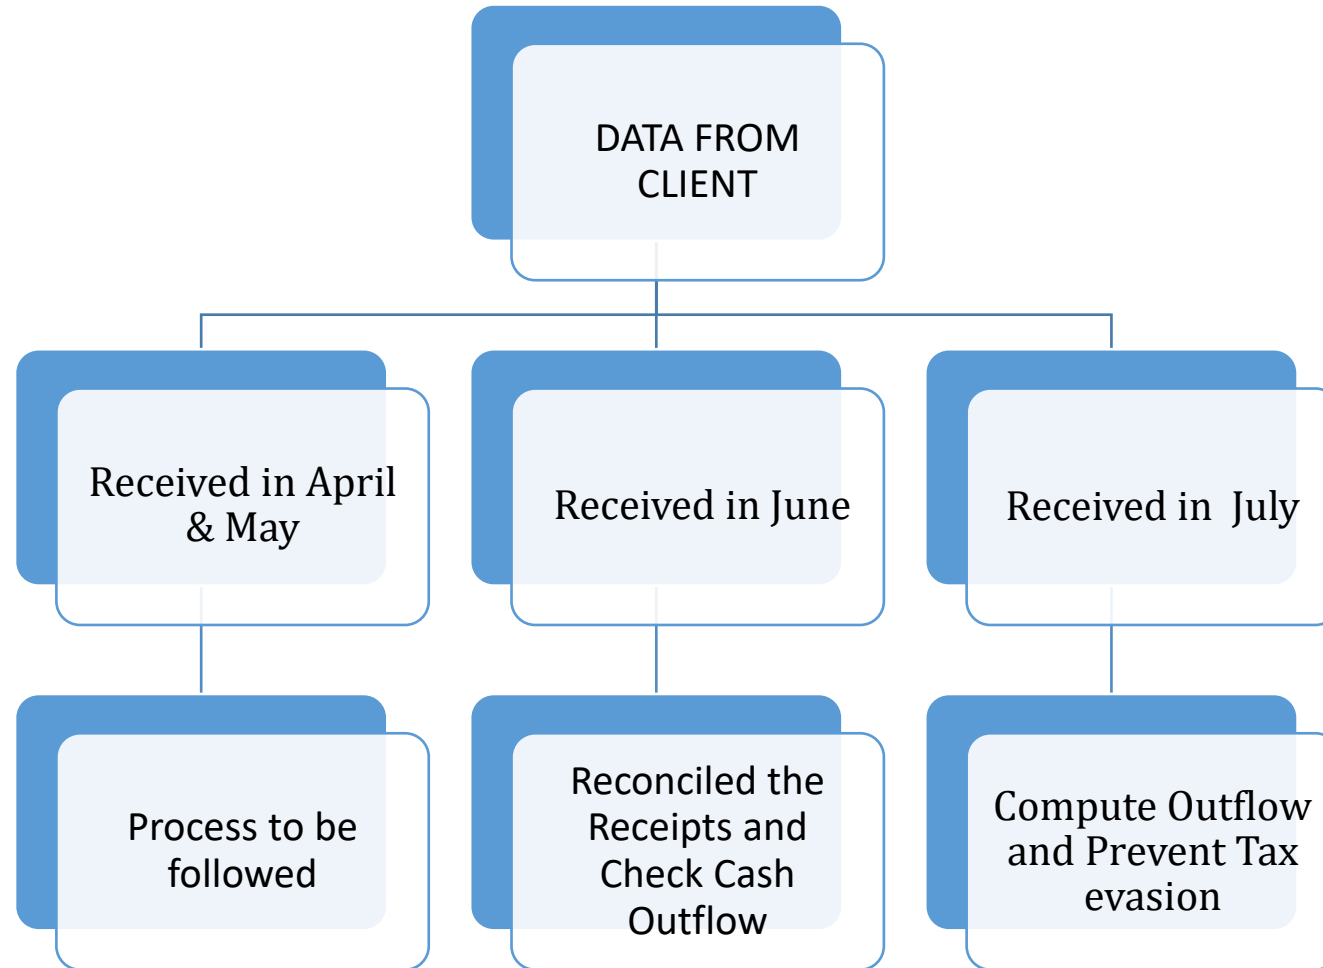 DATA FROM
CLIENT
Received in April
& May
Received in June
Received in  July
Process to be
followed
Reconciled the
Receipts and
Check Cash
Outflow
Compute Outflow
and Prevent Tax
evasion